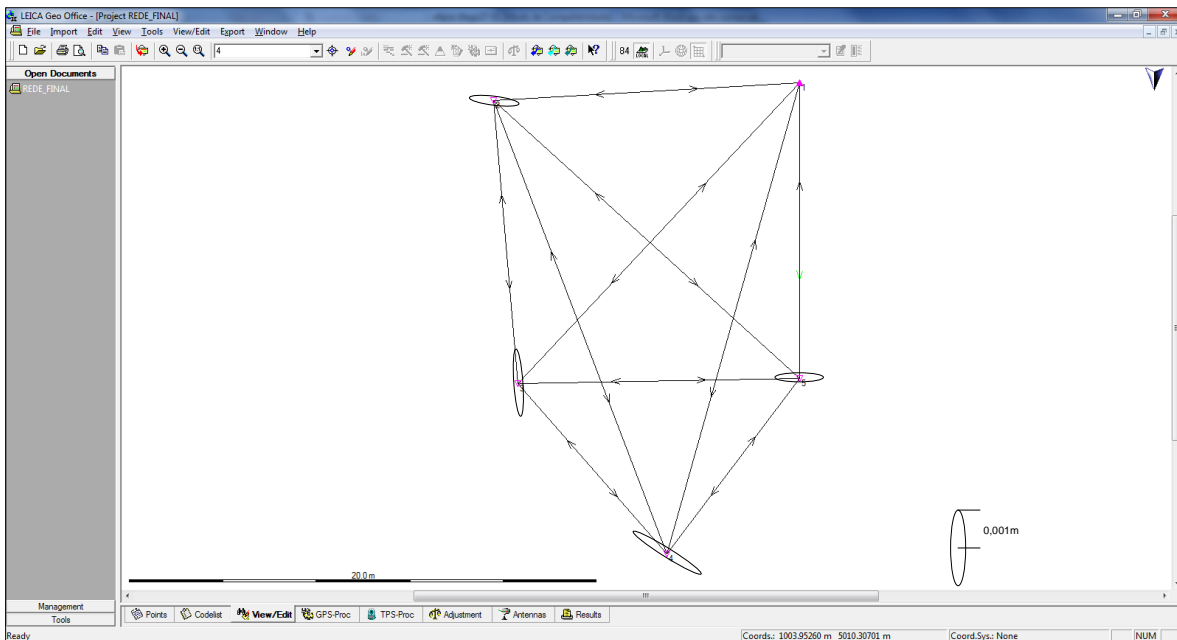 LEICA Geo Office - [Project REDE_FINAL]
File Import Edit View Tools View/Edit Export Window Help
4
84
LOCAL
Open Documents
REDE_FINAL
1
5
4
0,001m
20.0 m
Management
Tools
Points Codelist View/Edit GPS-Proc TPS-Proc Adjustment Antennas Results
Ready
Coords.: 1003.95260 m 5010.30701 m
Coord.Sys.: None
NUM